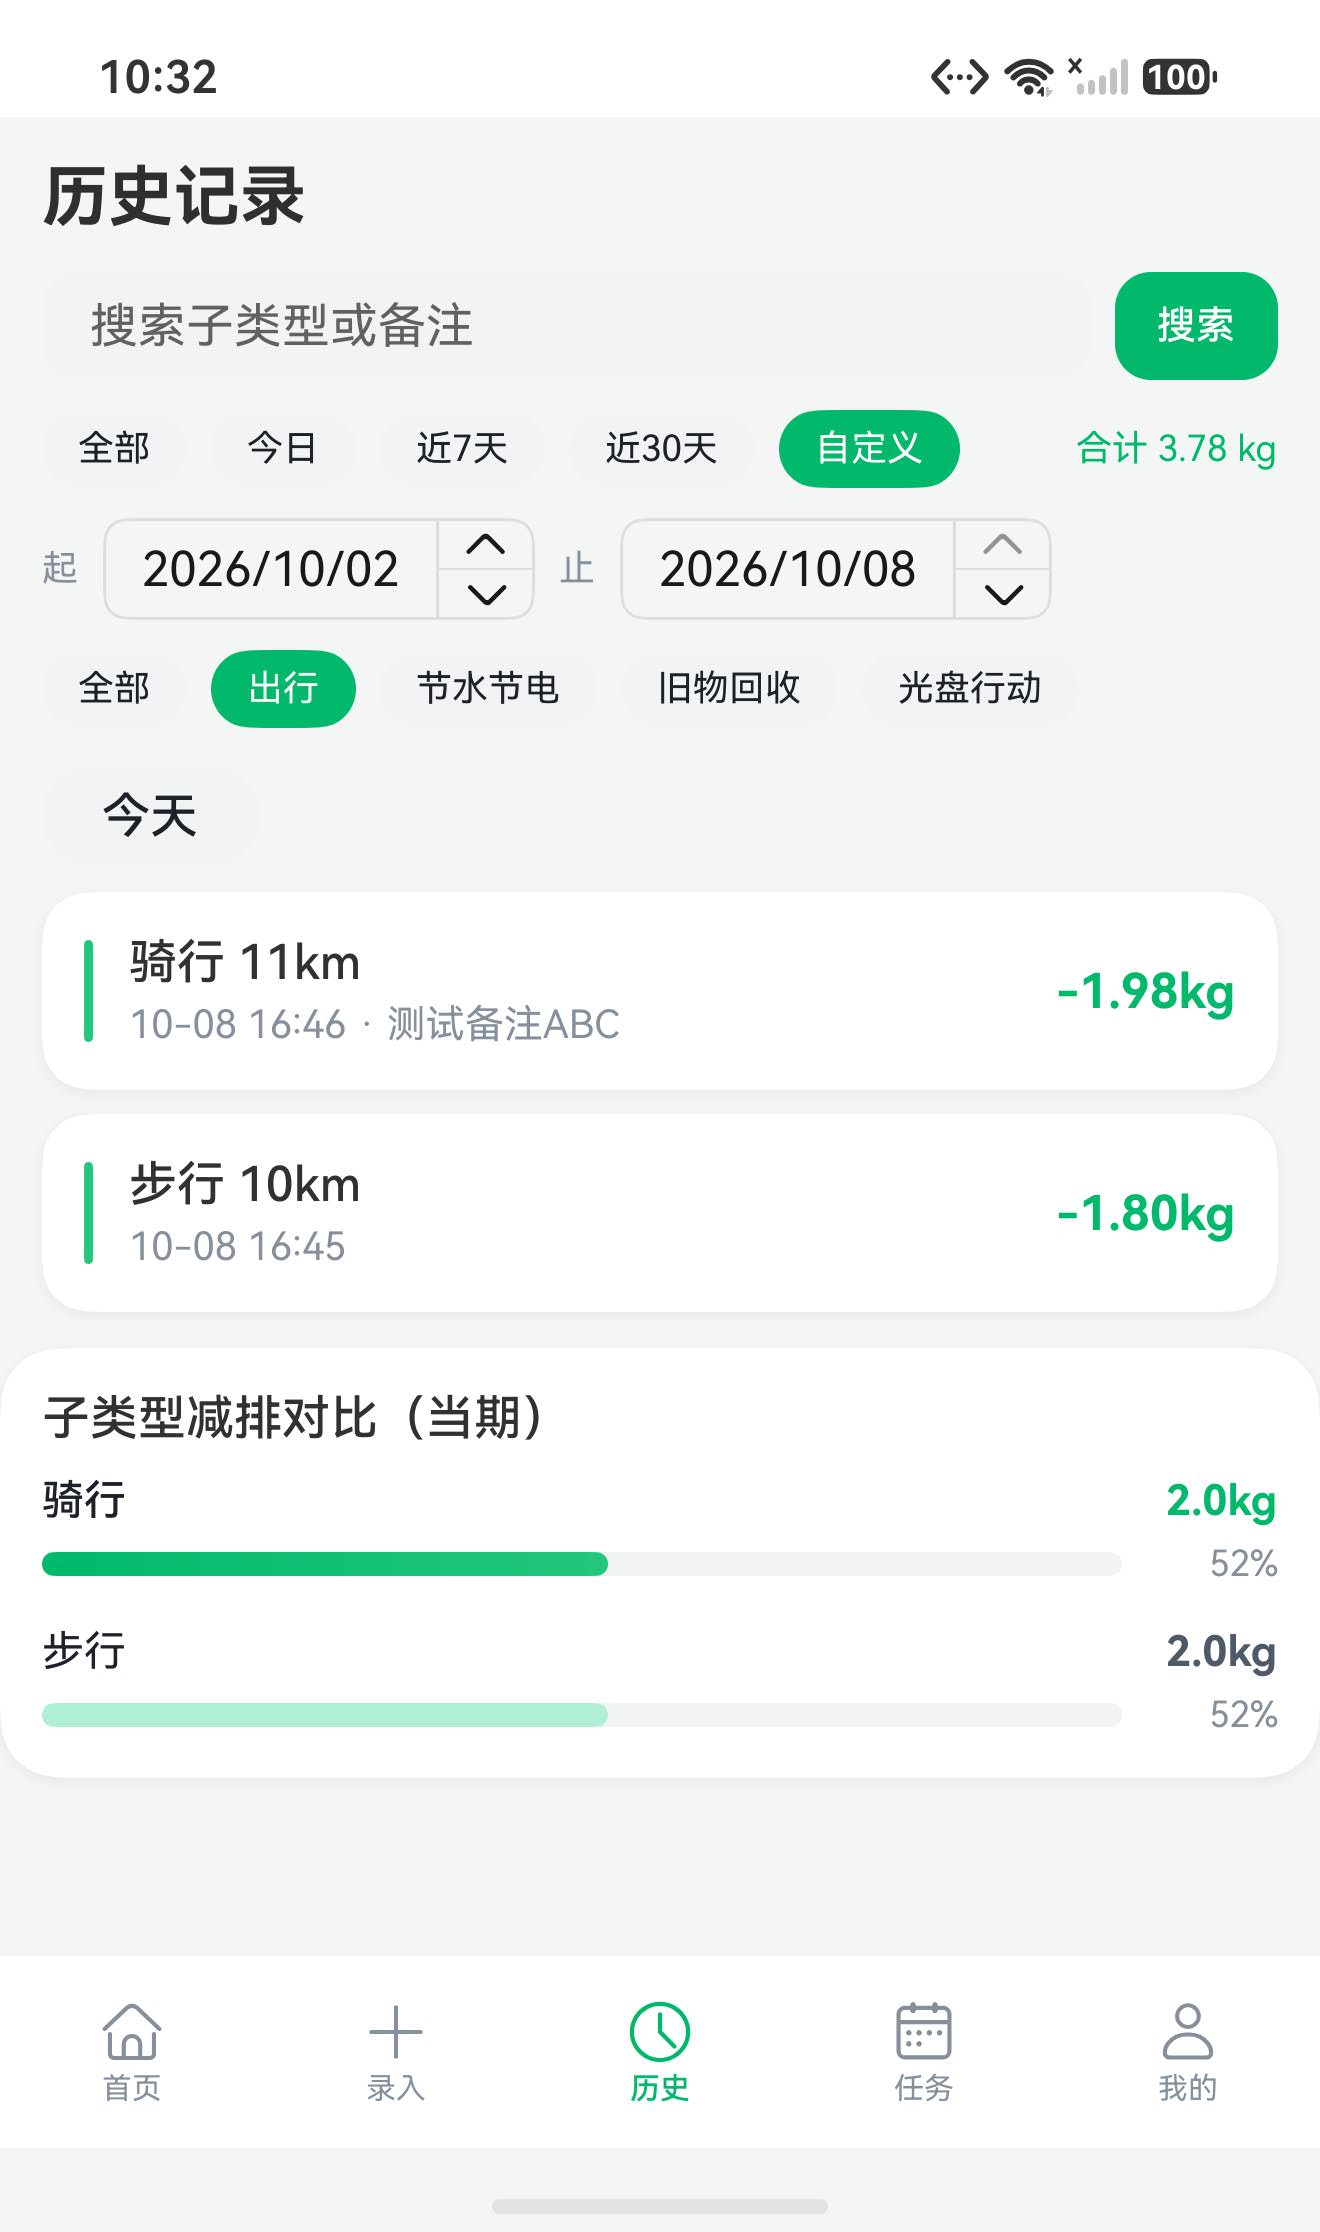 10:32
100
历史记录
搜索子类型或备注 搜索
全部 今日 近7天 近30天 自定义 合计 3.78 kg
起 2026/10/02 止 2026/10/08
全部 出行 节水节电 旧物回收 光盘行动
今天
骑行 11km
10-08 16:46 · 测试备注ABC
-1.98kg
步行 10km
10-08 16:45
-1.80kg
子类型减排对比（当期）
骑行 2.0kg
52%
步行 2.0kg
52%
首页 录入 历史 任务 我的